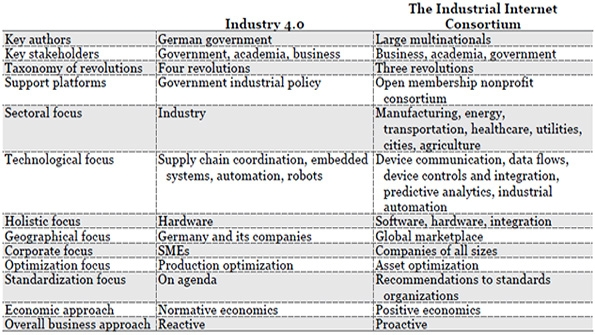 Industry 4.0 The Industrial Internet
Consortium
Key authors German government Large multinationals
Key stakeholders Government, academia, business Business, academia, government
Taxonomy of revolutions Four revolutions Three revolutions
Support platforms Government industrial policy Open membership nonprofit
consortium
Sectoral focus Industry Manufacturing, energy,
transportation, healthcare, utilities,
cities, agriculture
Technological focus Supply chain coordination, embedded Device communication, data flows,
systems, automation, robots device controls and integration,
predictive analytics, industrial
automation
Holistic focus Hardware Software, hardware, integration
Geographical focus Germany and its companies Global marketplace
Corporate focus SMEs Companies of all sizes
Optimization focus Production optimization Asset optimization
Standardization focus On agenda Recommendations to standards
organizations
Economic approach Normative economics Positive economics
Overall business approach Reactive Proactive